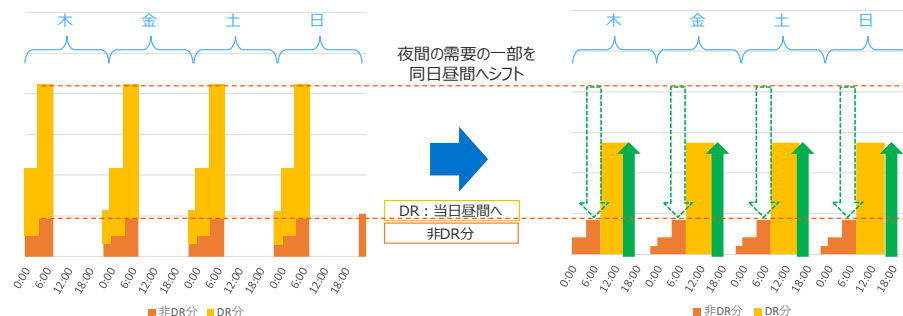 木 金 土 日
夜間の需要の一部を
同日昼間へシフト
木 金 土 日
DR：当日昼間へ
非DR分
0:00 6:00 12:00 18:00 0:00 6:00 12:00 18:00 0:00 6:00 12:00 18:00 0:00 6:00 12:00 18:00
■非DR分 ■DR分
0:00 6:00 12:00 18:00 0:00 6:00 12:00 18:00 0:00 6:00 12:00 18:00 0:00 6:00 12:00 18:00
■非DR分 ■DR分